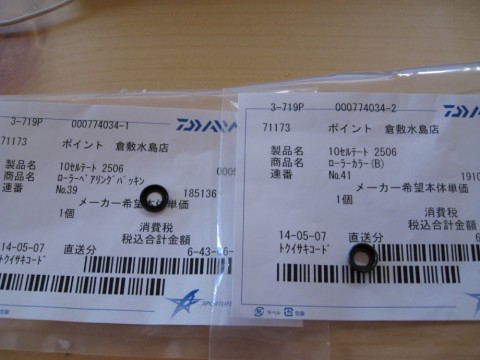 3-719P 000774034-1
DAIWA
71173 ポイント 倉敷水島店
製品名 10セルテート 2506
商品名 ローラーベアリングパッキン
連番 No.39
185136
メーカー希望本体単価
1個
消費税
税込合計金額
14-05-07 直送分
トクイサキコード
3-719P 000774034-2
DAIWA
71173 ポイント 倉敷水島店
製品名 10セルテート 2506
商品名 ローラーカラー(B)
連番 No.41
1910
メーカー希望本体単価
1個
消費税
税込合計金額
14-05-07 直送分
トクイサキコード
6-43-
ラベル 包装